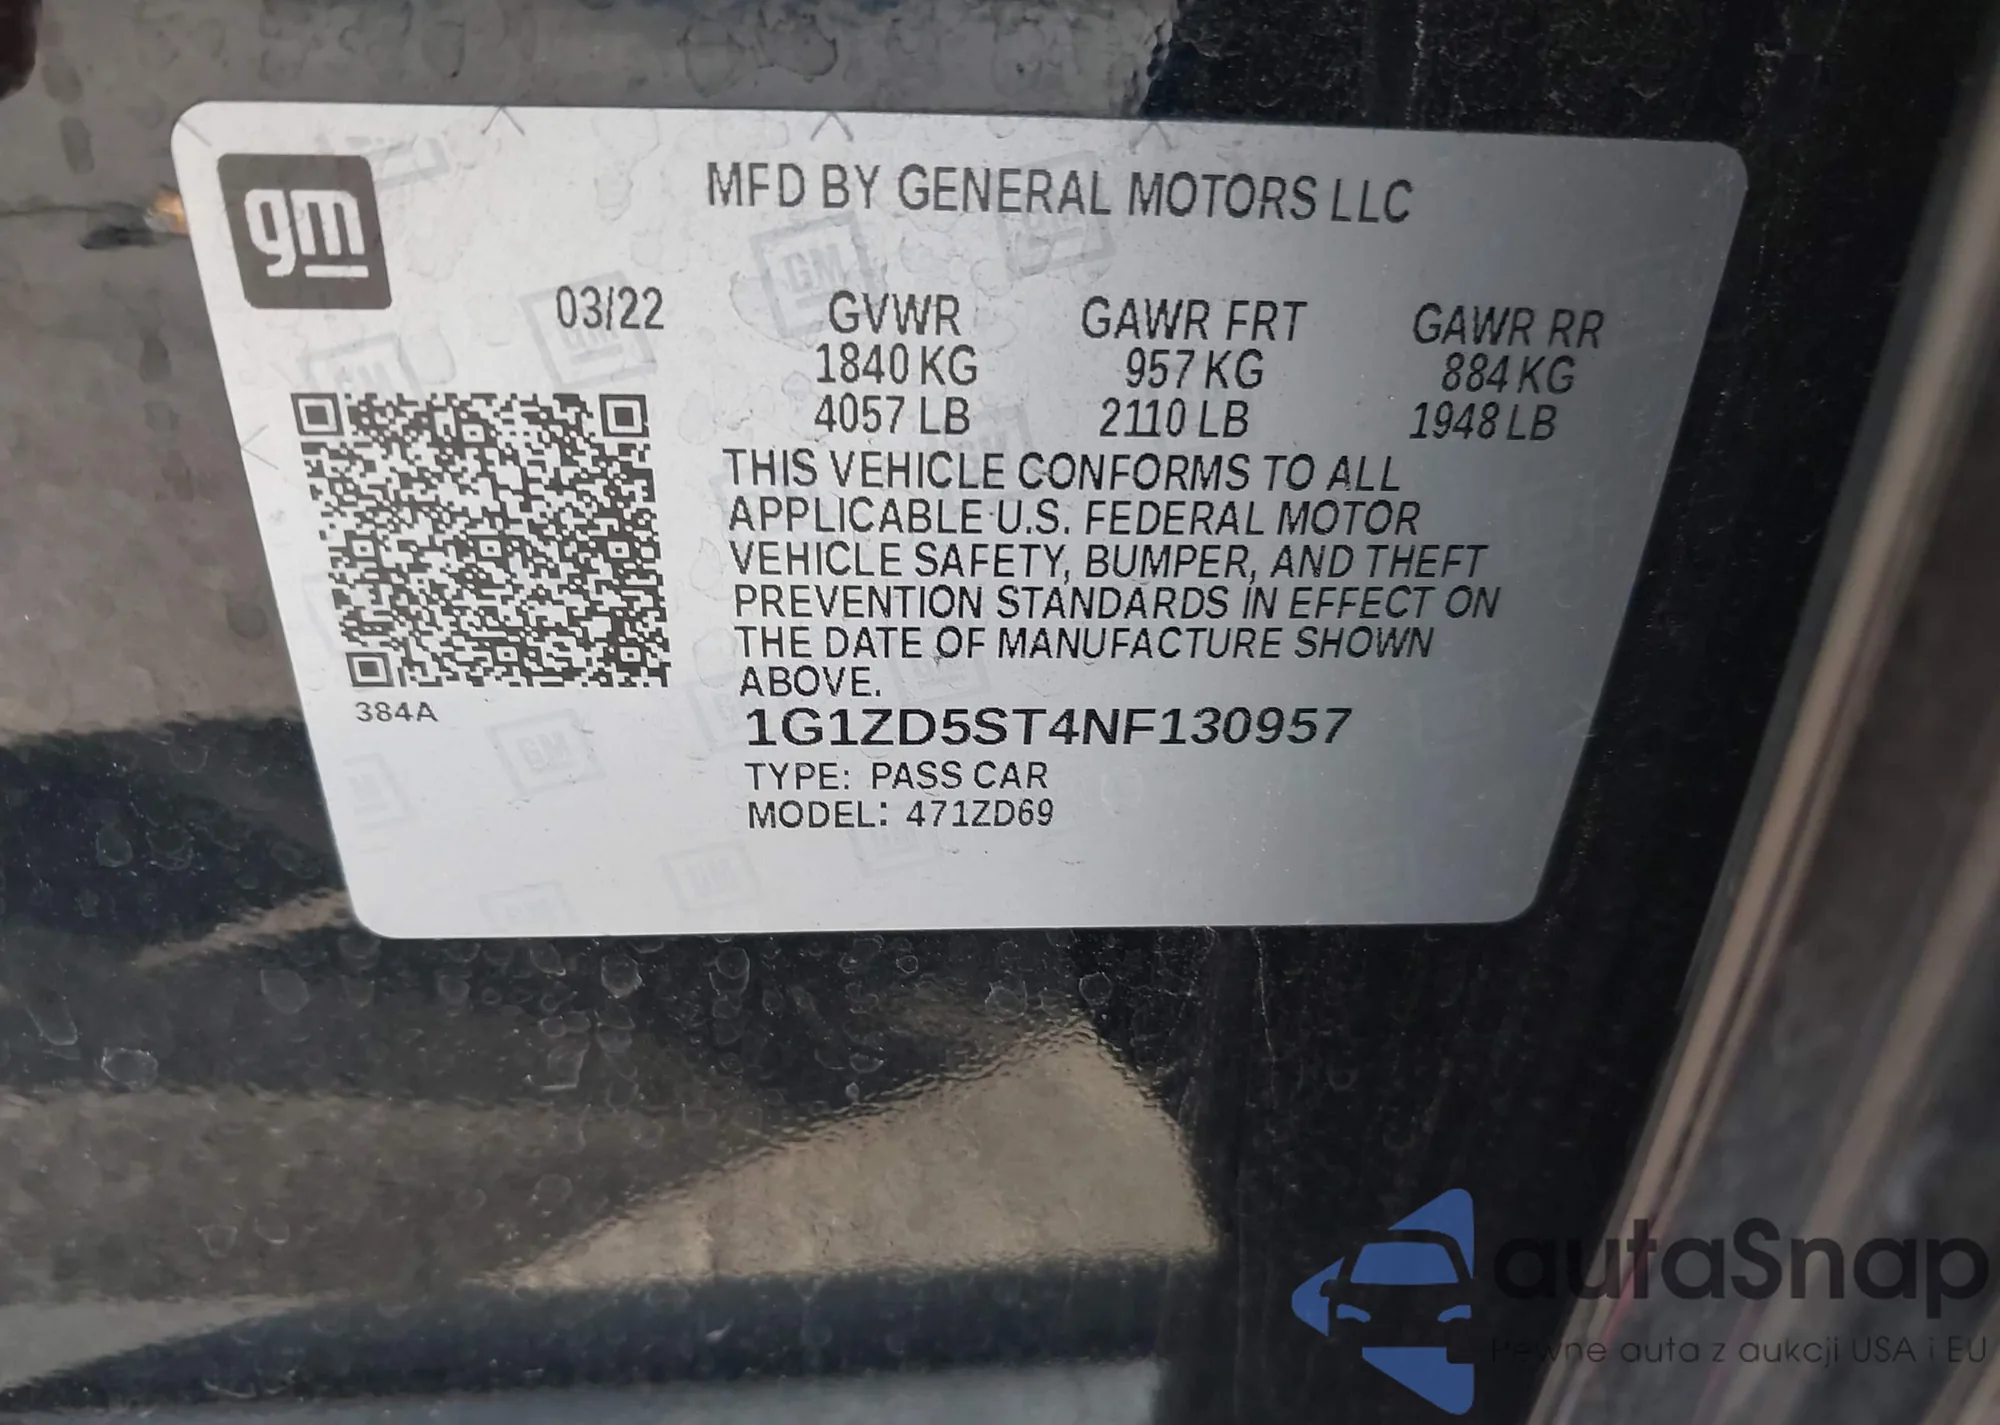 gm
MFD BY GENERAL MOTORS LLC
03/22
GVWR GAWR FRT GAWR RR
1840 KG 957 KG 884 KG
4057 LB 2110 LB 1948 LB
THIS VEHICLE CONFORMS TO ALL
APPLICABLE U.S. FEDERAL MOTOR
VEHICLE SAFETY, BUMPER, AND THEFT
PREVENTION STANDARDS IN EFFECT ON
THE DATE OF MANUFACTURE SHOWN
ABOVE.
384A
1G1ZD5ST4NF130957
TYPE: PASS CAR
MODEL: 471ZD69
autaSnap
Pewne auta z aukcji USA i EU